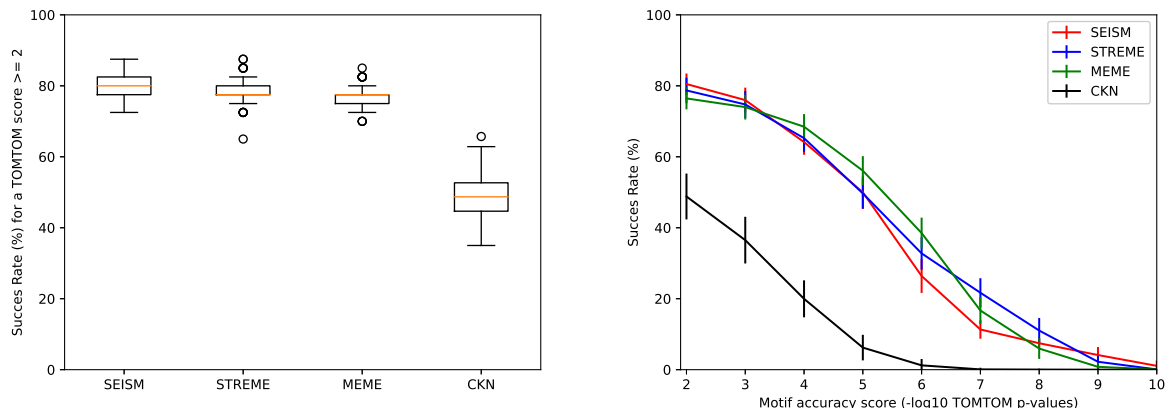 Succes Rate (%) for a TOMTOM score >= 2
100
80
60
40
20
0
SEISM
STREME
MEME
CKN
Succes Rate (%)
100
80
60
40
20
0
2
3
4
5
6
7
8
9
10
Motif accuracy score (-log10 TOMTOM p-values)
SEISM
STREME
MEME
CKN